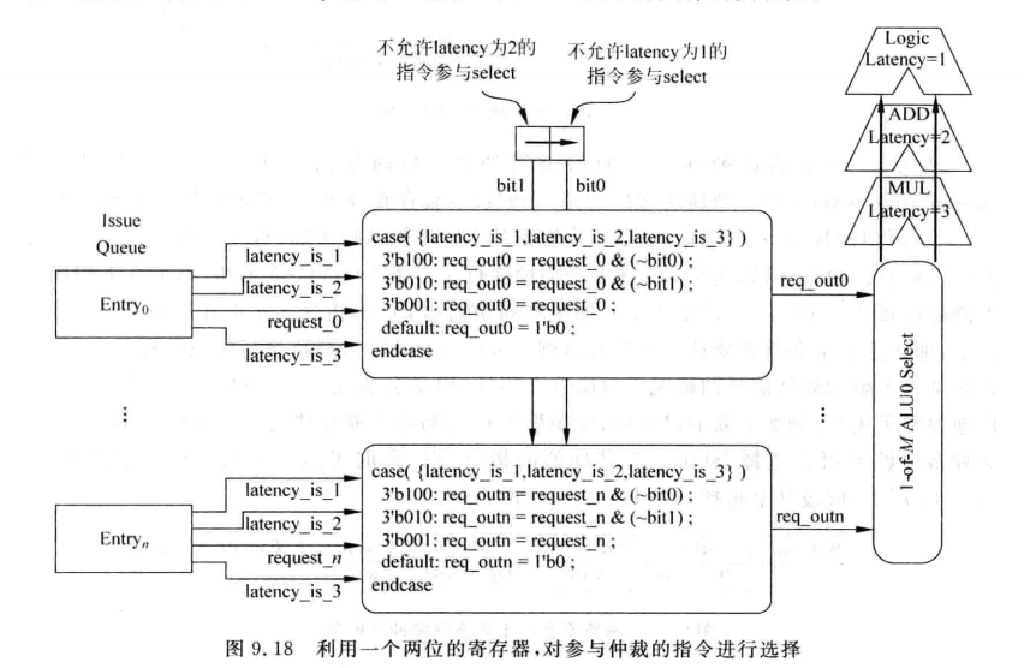 不允许latency为2的
指令参与select
不允许latency为1的
指令参与select
bit1
bit0
Logic
Latency=1
ADD
Latency=2
MUL
Latency=3
Issue
Queue
Entry0
latency_is_1
latency_is_2
request_0
latency_is_3
case( {latency_is_1,latency_is_2,latency_is_3} )
3'b100: req_out0 = request_0 & (~bit0) ;
3'b010: req_out0 = request_0 & (~bit1) ;
3'b001: req_out0 = request_0 ;
default: req_out0 = 1'b0 ;
endcase
req_out0
⋮
⋮
1-of-M ALU0 Select
Entryn
latency_is_1
latency_is_2
request_n
latency_is_3
case( {latency_is_1,latency_is_2,latency_is_3} )
3'b100: req_outn = request_n & (~bit0) ;
3'b010: req_outn = request_n & (~bit1) ;
3'b001: req_outn = request_n ;
default: req_outn = 1'b0 ;
endcase
req_outn
图 9.18 利用一个两位的寄存器,对参与仲裁的指令进行选择